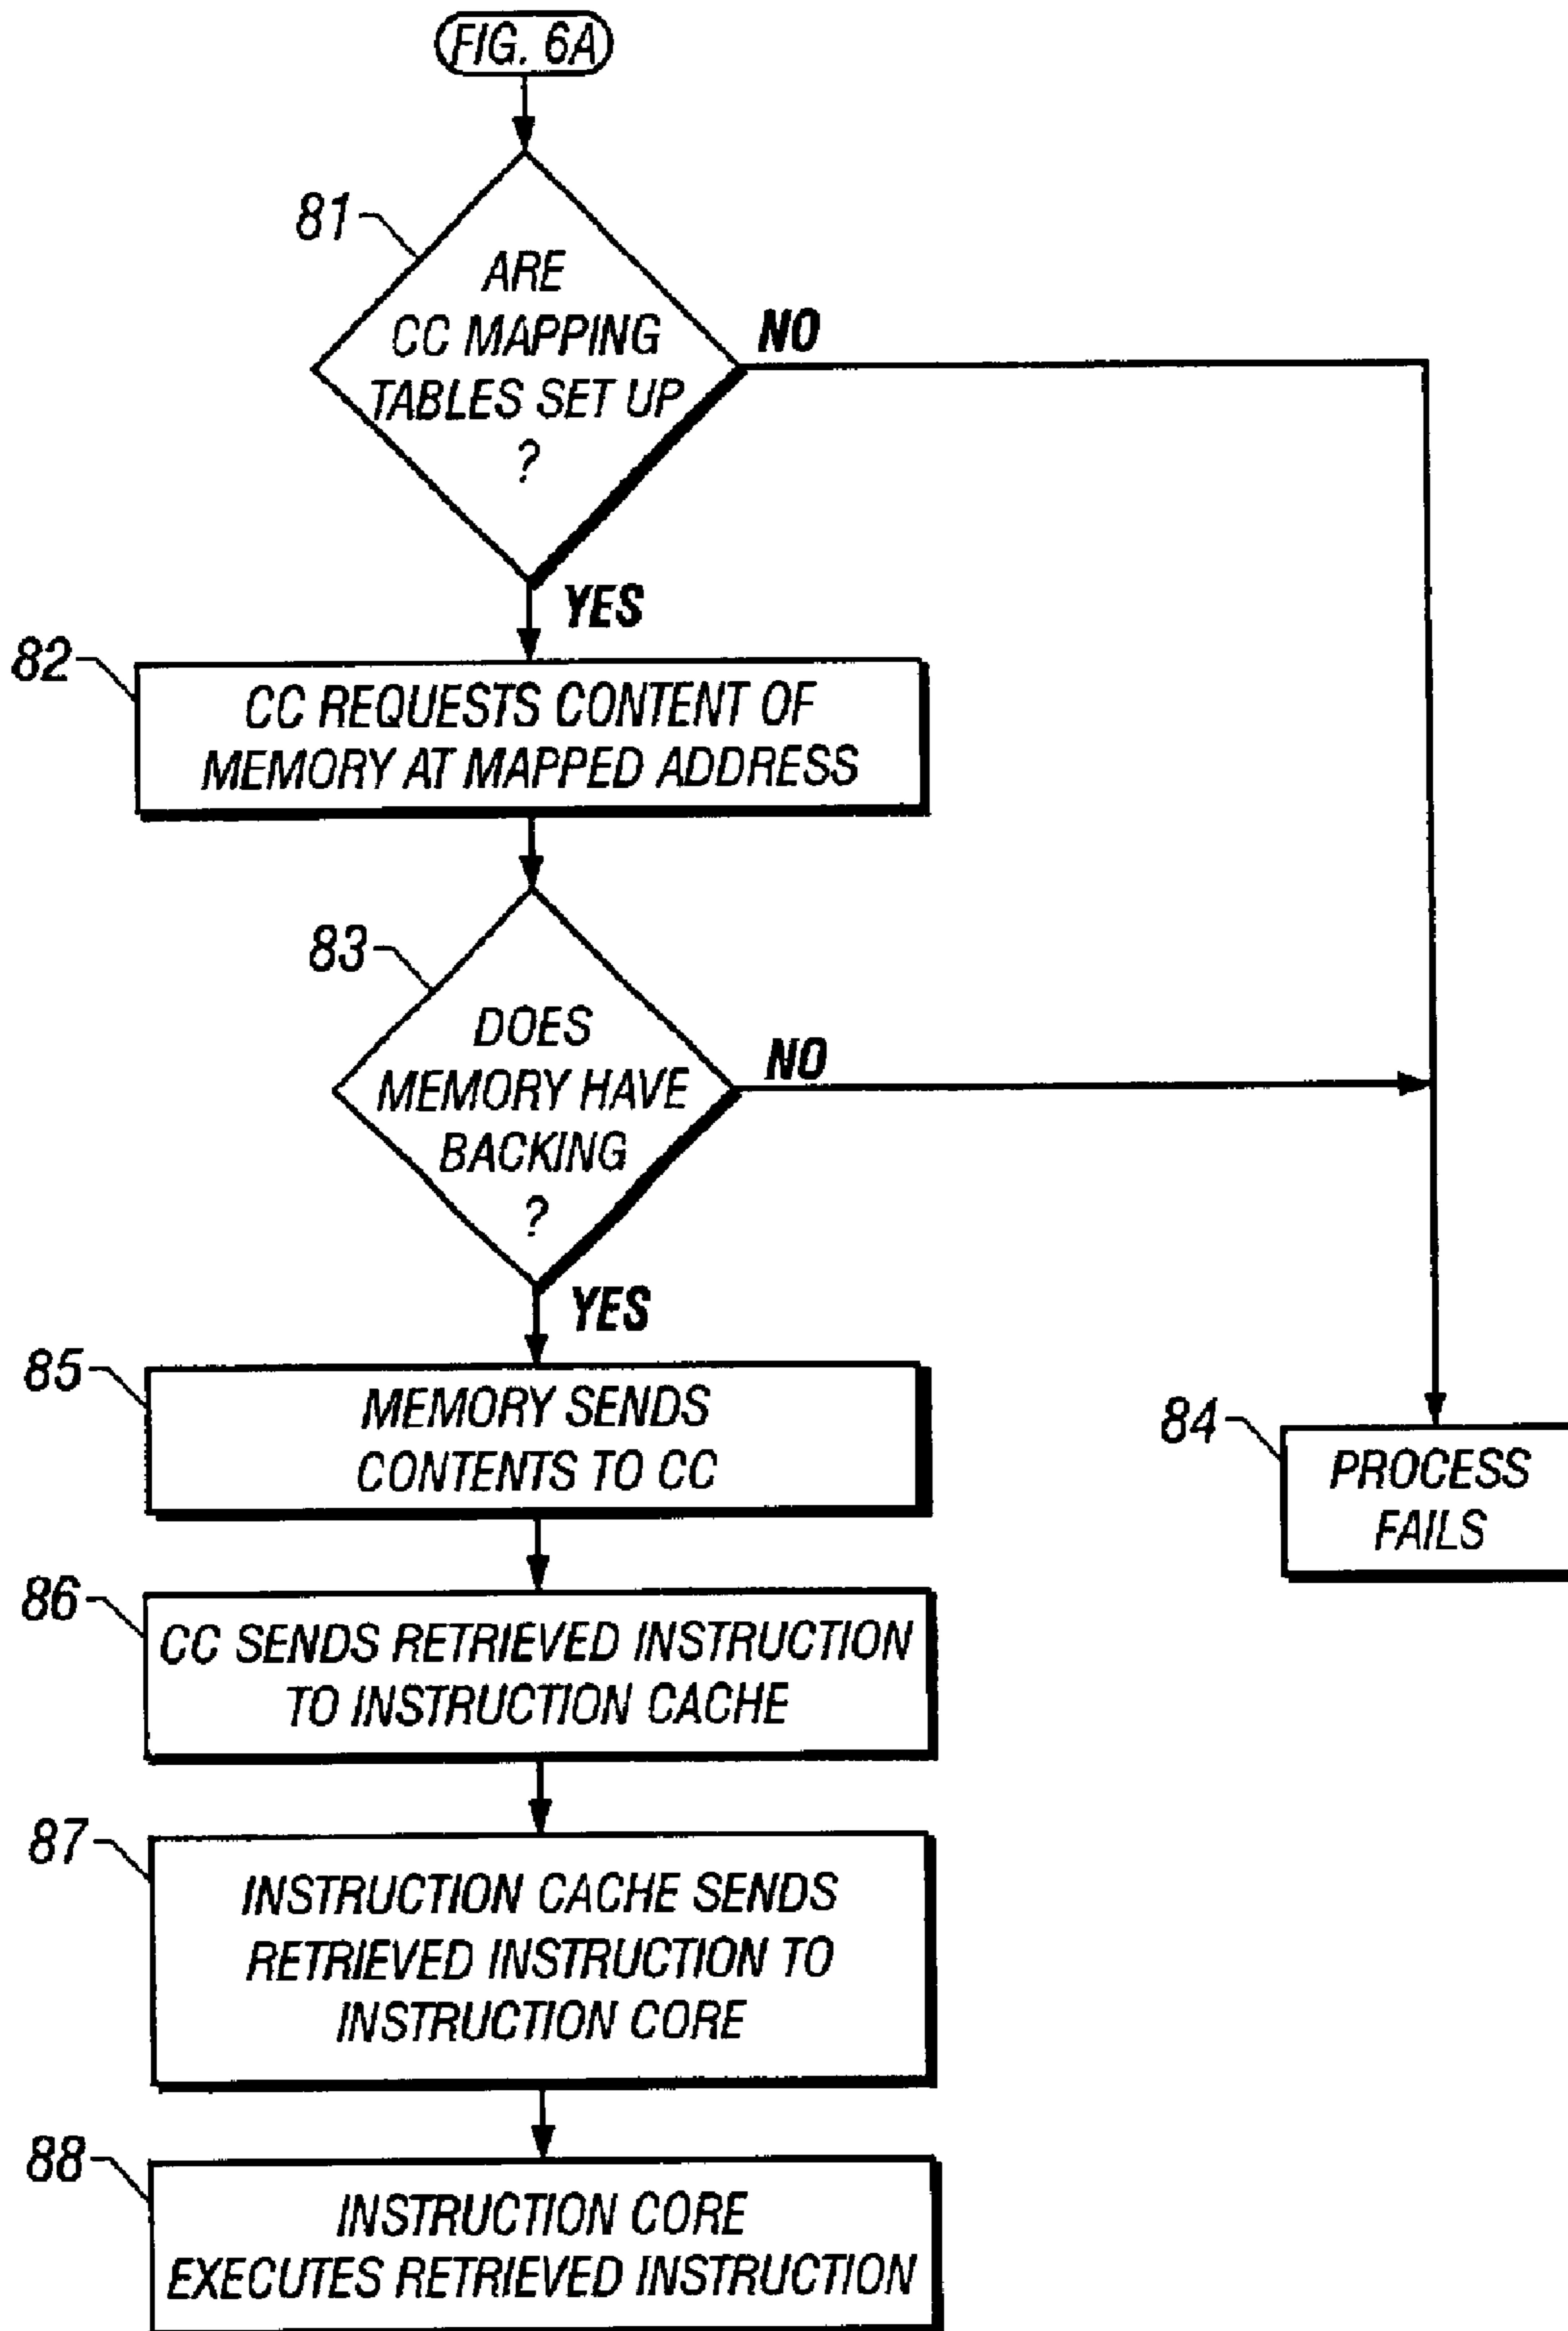 FIG. 6A
81
ARE
CC MAPPING
TABLES SET UP
?
NO
YES
82
CC REQUESTS CONTENT OF
MEMORY AT MAPPED ADDRESS
83
DOES
MEMORY HAVE
BACKING
?
NO
YES
85
MEMORY SENDS
CONTENTS TO CC
84
PROCESS
FAILS
86
CC SENDS RETRIEVED INSTRUCTION
TO INSTRUCTION CACHE
87
INSTRUCTION CACHE SENDS
RETRIEVED INSTRUCTION TO
INSTRUCTION CORE
88
INSTRUCTION CORE
EXECUTES RETRIEVED INSTRUCTION